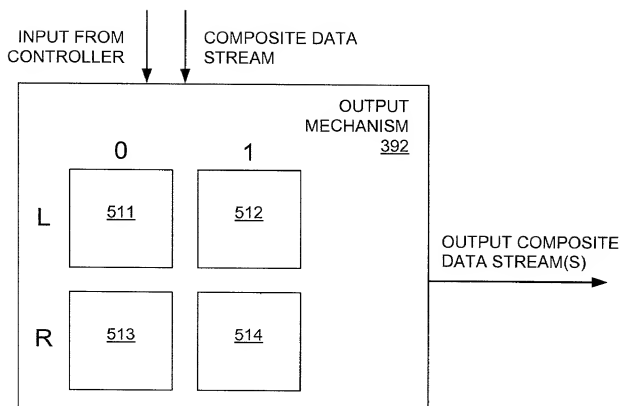 INPUT FROM
CONTROLLER
COMPOSITE DATA
STREAM
OUTPUT
MECHANISM
392
0 1
L 511 512
OUTPUT COMPOSITE
DATA STREAM(S)
R 513 514